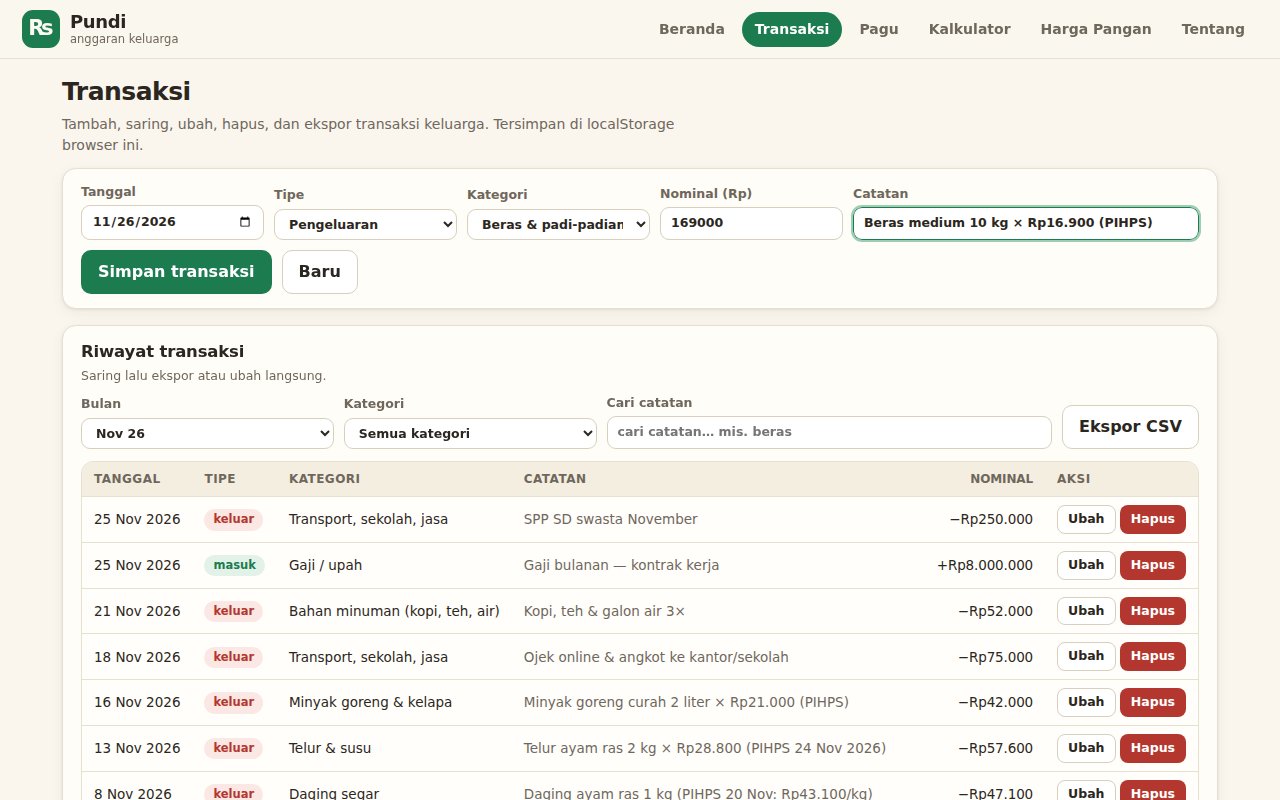 Rs
Pundi
anggaran keluarga
Beranda
Transaksi
Pagu
Kalkulator
Harga Pangan
Tentang
Transaksi
Tambah, saring, ubah, hapus, dan ekspor transaksi keluarga. Tersimpan di localStorage
browser ini.
Tanggal
Tipe
Kategori
Nominal (Rp)
Catatan
11/26/2026
Pengeluaran
Beras & padi-padian
169000
Beras medium 10 kg × Rp16.900 (PIHPS)
Simpan transaksi
Baru
Riwayat transaksi
Saring lalu ekspor atau ubah langsung.
Bulan
Kategori
Cari catatan
Nov 26
Semua kategori
cari catatan… mis. beras
Ekspor CSV
TANGGAL TIPE KATEGORI CATATAN NOMINAL AKSI
25 Nov 2026 keluar Transport, sekolah, jasa SPP SD swasta November −Rp250.000 Ubah Hapus
25 Nov 2026 masuk Gaji / upah Gaji bulanan — kontrak kerja +Rp8.000.000 Ubah Hapus
21 Nov 2026 keluar Bahan minuman (kopi, teh, air) Kopi, teh & galon air 3× −Rp52.000 Ubah Hapus
18 Nov 2026 keluar Transport, sekolah, jasa Ojek online & angkot ke kantor/sekolah −Rp75.000 Ubah Hapus
16 Nov 2026 keluar Minyak goreng & kelapa Minyak goreng curah 2 liter × Rp21.000 (PIHPS) −Rp42.000 Ubah Hapus
13 Nov 2026 keluar Telur & susu Telur ayam ras 2 kg × Rp28.800 (PIHPS 24 Nov 2026) −Rp57.600 Ubah Hapus
8 Nov 2026 keluar Daging segar Daging ayam ras 1 kg (PIHPS 20 Nov: Rp43.100/kg) −Rp47.100 Ubah Hapus